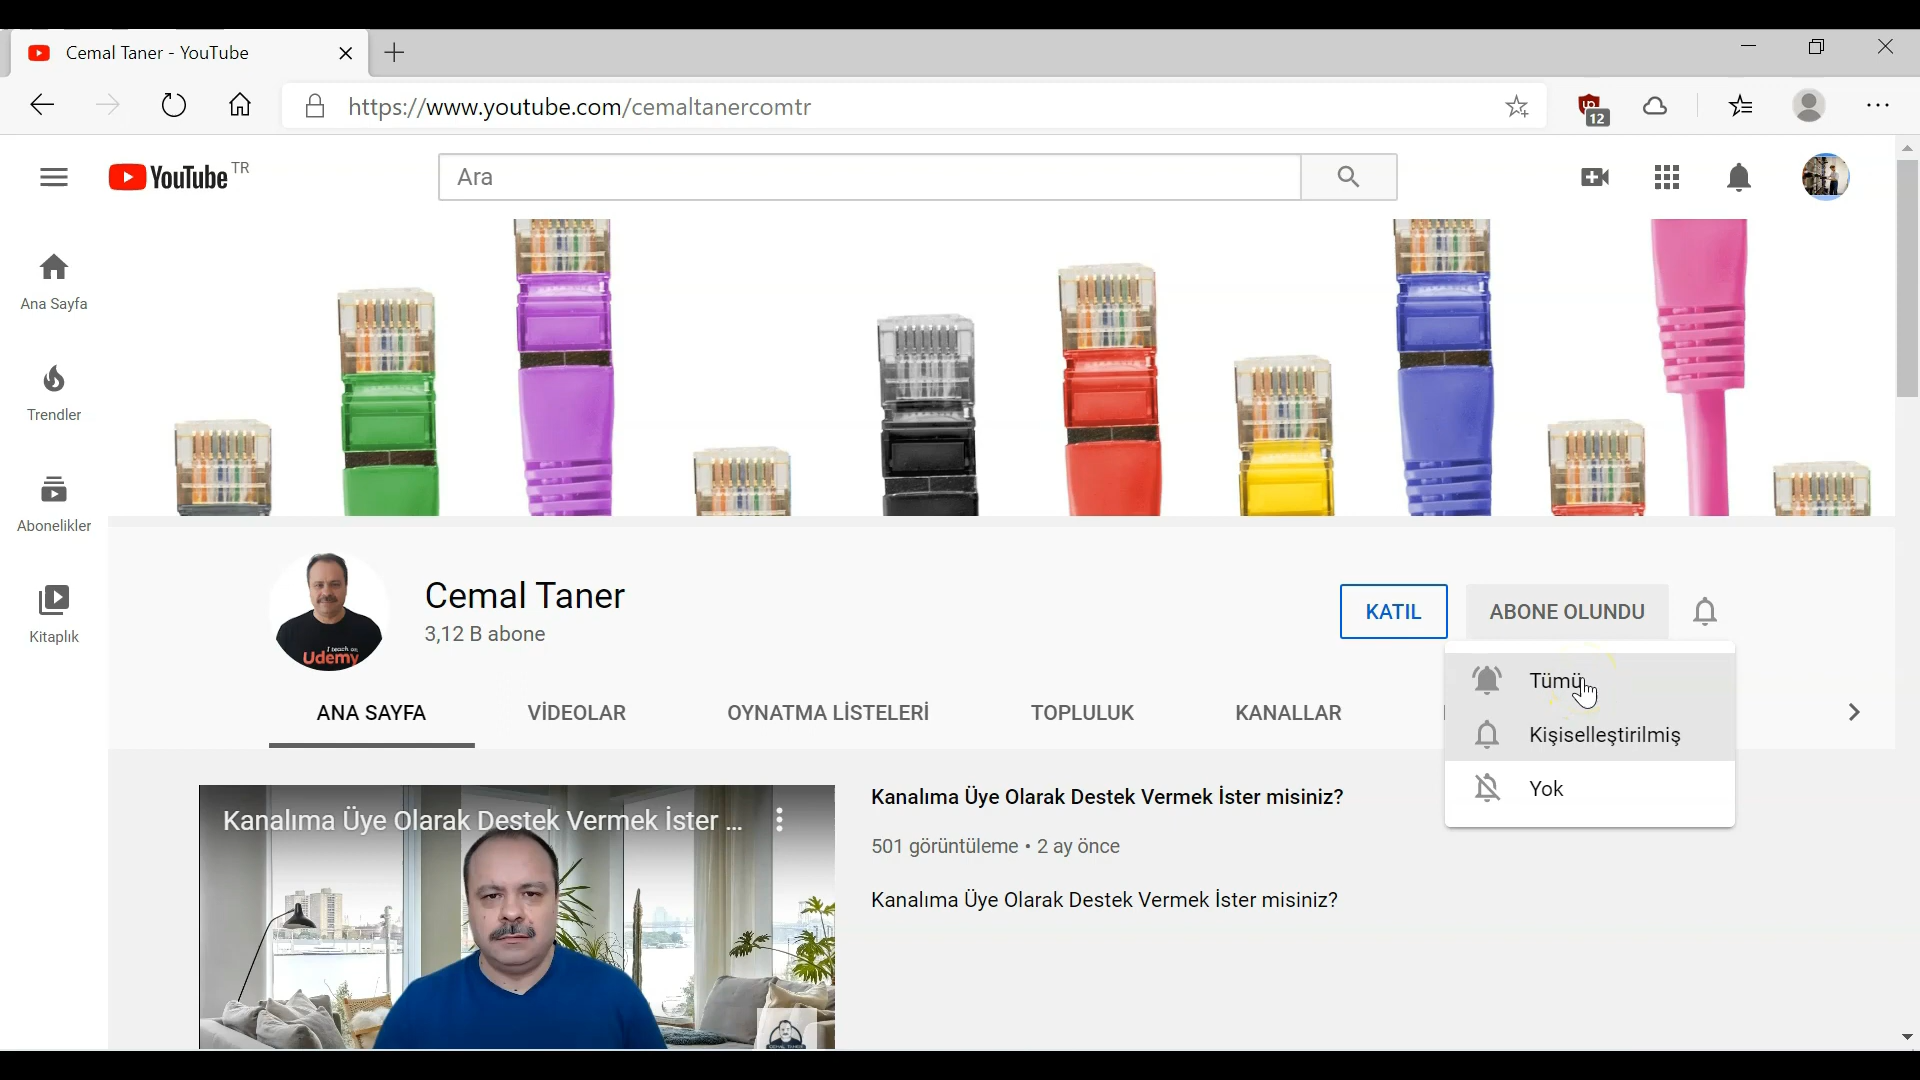 Cemal Taner - YouTube
https://www.youtube.com/cemaltanercomtr
12
YouTube TR
Ara
Ana Sayfa
Trendler
Abonelikler
Kitaplık
I teach on
Udemy
Cemal Taner
3,12 B abone
KATIL
ABONE OLUNDU
Tümü
Kişiselleştirilmiş
Yok
ANA SAYFA
VİDEOLAR
OYNATMA LİSTELERİ
TOPLULUK
KANALLAR
Kanalıma Üye Olarak Destek Vermek İster ...
Kanalıma Üye Olarak Destek Vermek İster misiniz?
501 görüntüleme • 2 ay önce
Kanalıma Üye Olarak Destek Vermek İster misiniz?